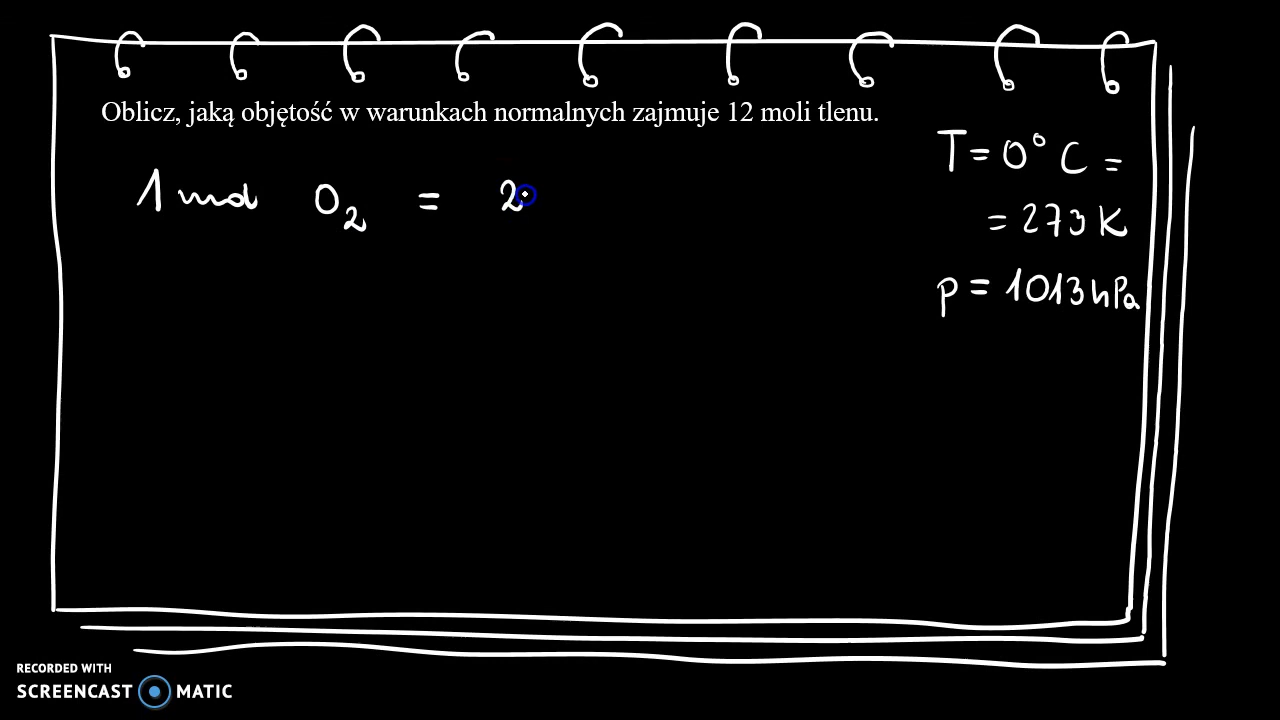 Oblicz, jaką objętość w warunkach normalnych zajmuje 12 moli tlenu.
T = 0° C =
= 273 K
p = 1013 hPa
1 mol O₂ = 2
RECORDED WITH
SCREENCAST MATIC